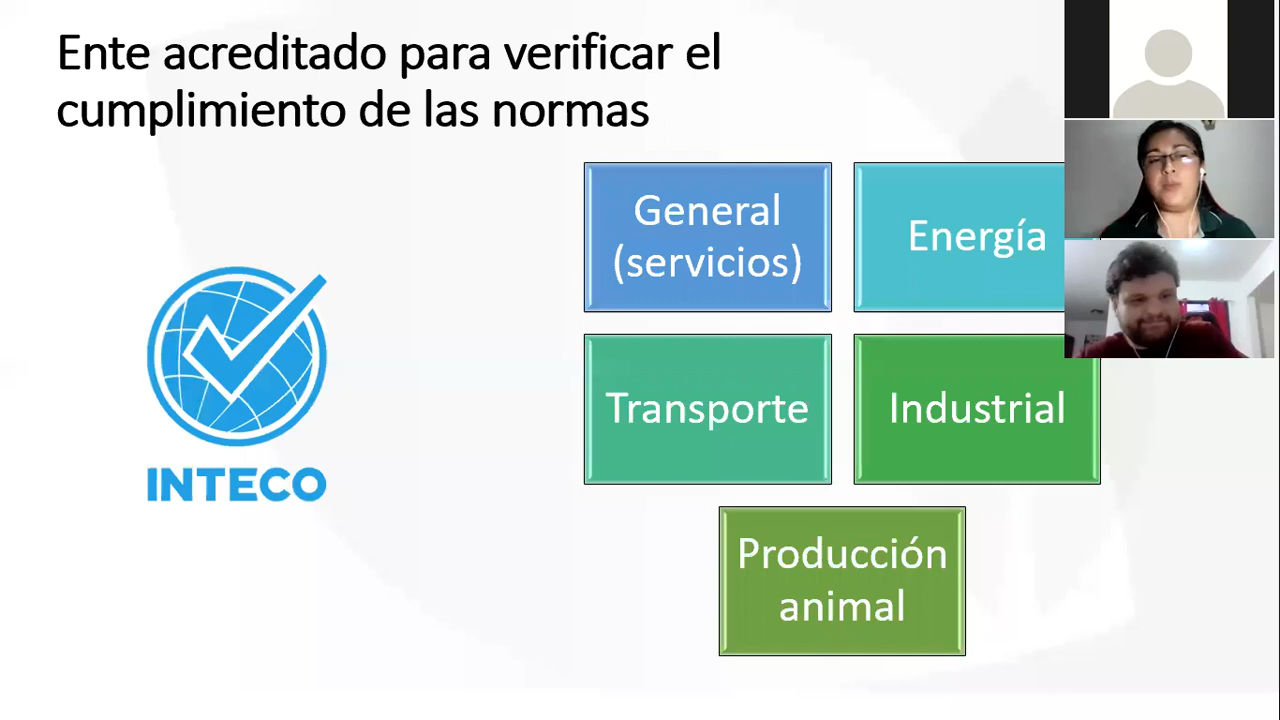 Ente acreditado para verificar el
cumplimiento de las normas
General
(servicios)
Energía
Transporte
Industrial
INTECO
Producción
animal